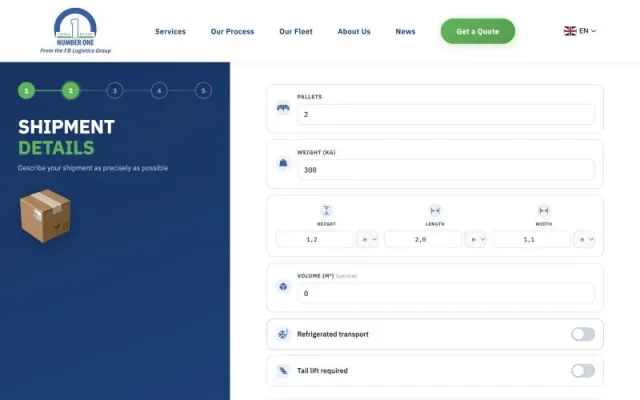 NUMBER ONE
From the FB Logistics Group
Services
Our Process
Our Fleet
About Us
News
Get a Quote
EN
1
2
3
4
5
SHIPMENT
DETAILS
Describe your shipment as precisely as possible
PALLETS
2
WEIGHT (KG)
300
HEIGHT
LENGTH
WIDTH
1,2
M
2,0
M
1,1
M
VOLUME (M³) (optional)
0
Refrigerated transport
Tail lift required